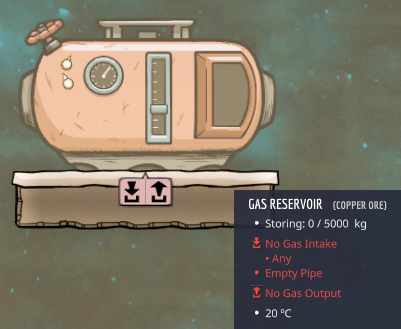 GAS RESERVOIR (COPPER ORE)
• Storing: 0 / 5000 kg
No Gas Intake
• Any
• Empty Pipe
No Gas Output
• 20 °C